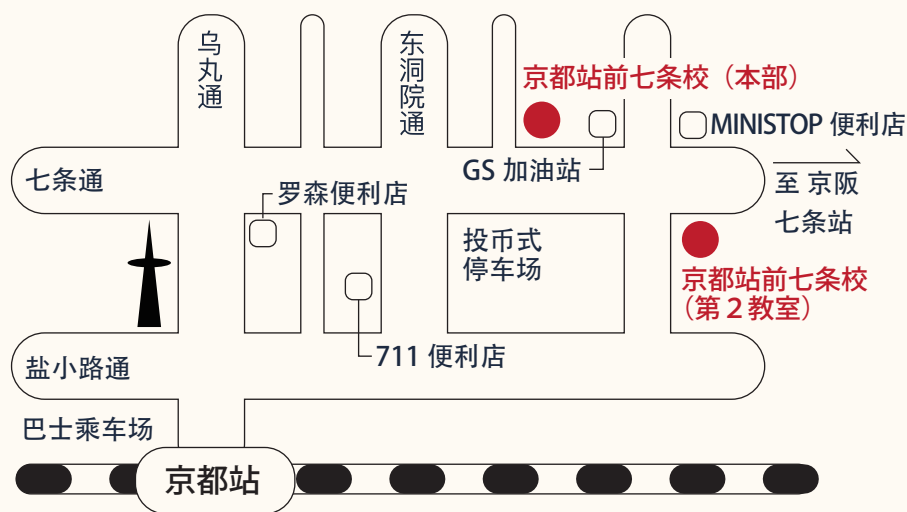 乌丸通
东洞院通
京都站前七条校（本部）
MINISTOP 便利店
GS 加油站
七条通
罗森便利店
至 京阪
七条站
投币式
停车场
京都站前七条校
（第２教室）
711 便利店
盐小路通
巴士乘车场
京都站